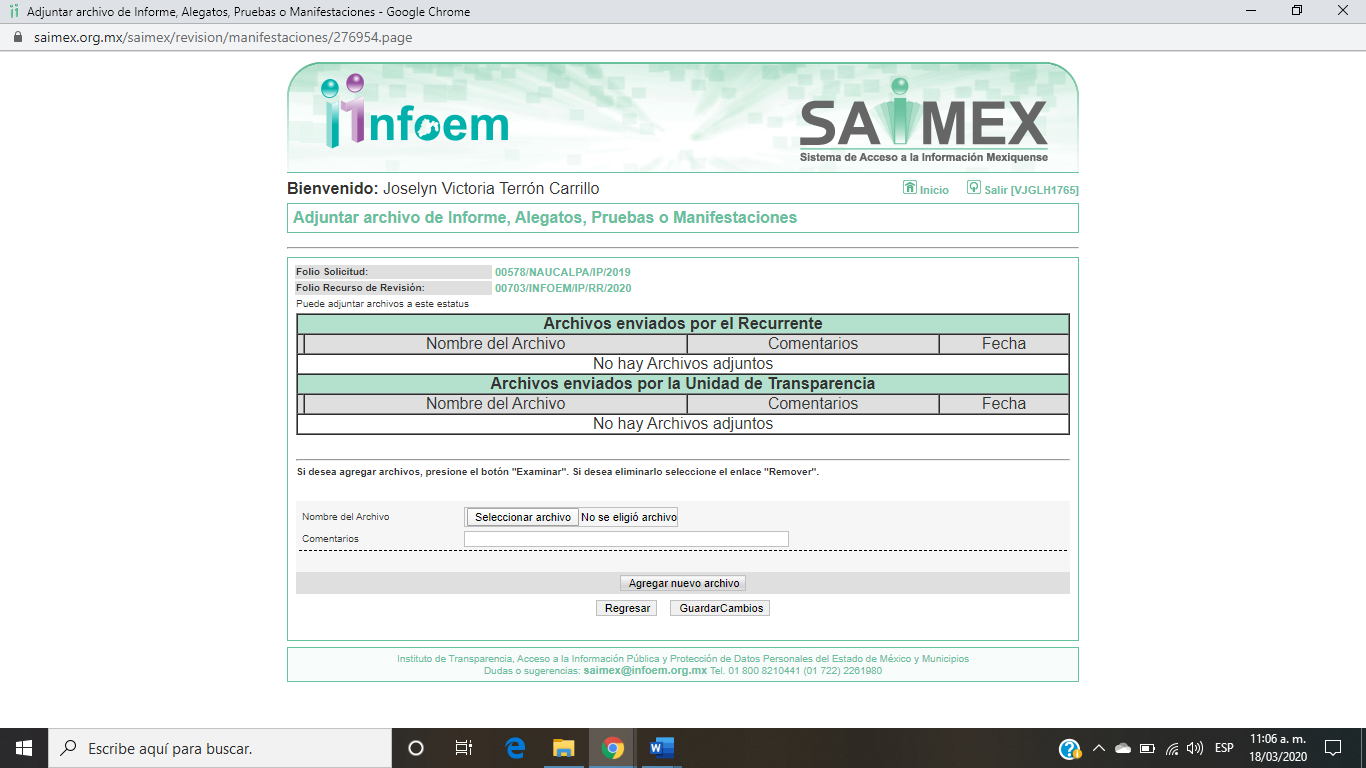 Adjuntar archivo de Informe, Alegatos, Pruebas o Manifestaciones - Google Chrome
saimex.org.mx/saimex/revision/manifestaciones/276954.page
infoem
SAIMEX
Sistema de Acceso a la Información Mexiquense
Bienvenido: Joselyn Victoria Terrón Carrillo
Inicio Salir [VJGLH1765]
Adjuntar archivo de Informe, Alegatos, Pruebas o Manifestaciones
Folio Solicitud: 00578/NAUCALPA/IP/2019
Folio Recurso de Revisión: 00703/INFOEM/IP/RR/2020
Puede adjuntar archivos a este estatus
Archivos enviados por el Recurrente
Nombre del Archivo Comentarios Fecha
No hay Archivos adjuntos
Archivos enviados por la Unidad de Transparencia
Nombre del Archivo Comentarios Fecha
No hay Archivos adjuntos
Si desea agregar archivos, presione el botón "Examinar". Si desea eliminarlo seleccione el enlace "Remover".
Nombre del Archivo Seleccionar archivo No se eligió archivo
Comentarios
Agregar nuevo archivo
Regresar GuardarCambios
Instituto de Transparencia, Acceso a la Información Pública y Protección de Datos Personales del Estado de México y Municipios
Dudas o sugerencias: saimex@infoem.org.mx Tel. 01 800 8210441 (01 722) 2261980
Escribe aquí para buscar.
ESP
11:06 a. m.
18/03/2020